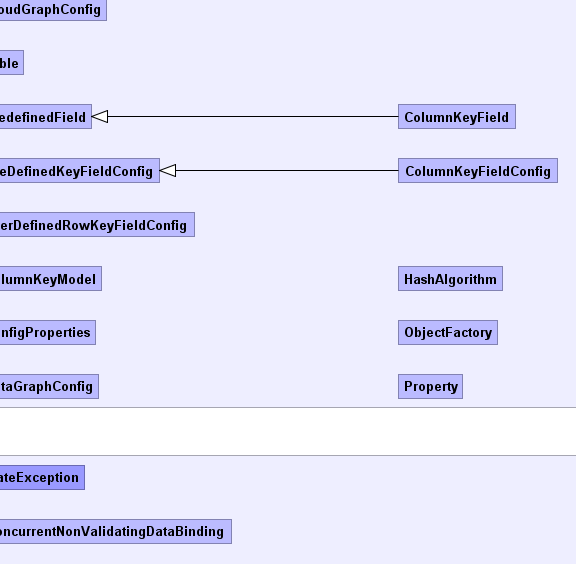 oudGraphConfig
ble
edefinedField ColumnKeyField
eDefinedKeyFieldConfig ColumnKeyFieldConfig
erDefinedRowKeyFieldConfig
lumnKeyModel HashAlgorithm
nfigProperties ObjectFactory
taGraphConfig Property
ateException
oncurrentNonValidatingDataBinding